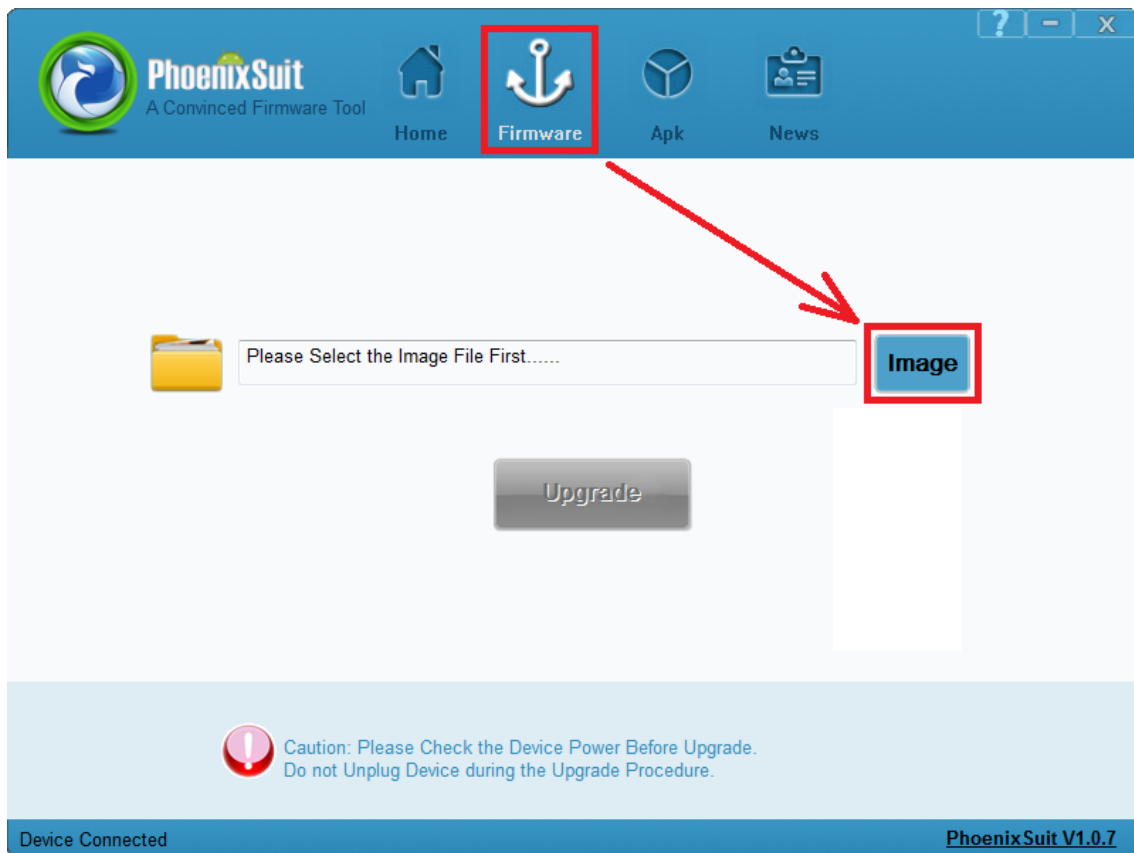 ? – X
PhoenixSuit
A Convinced Firmware Tool
Home Firmware Apk News
Please Select the Image File First......
Image
Upgrade
Caution: Please Check the Device Power Before Upgrade.
Do not Unplug Device during the Upgrade Procedure.
Device Connected
PhoenixSuit V1.0.7